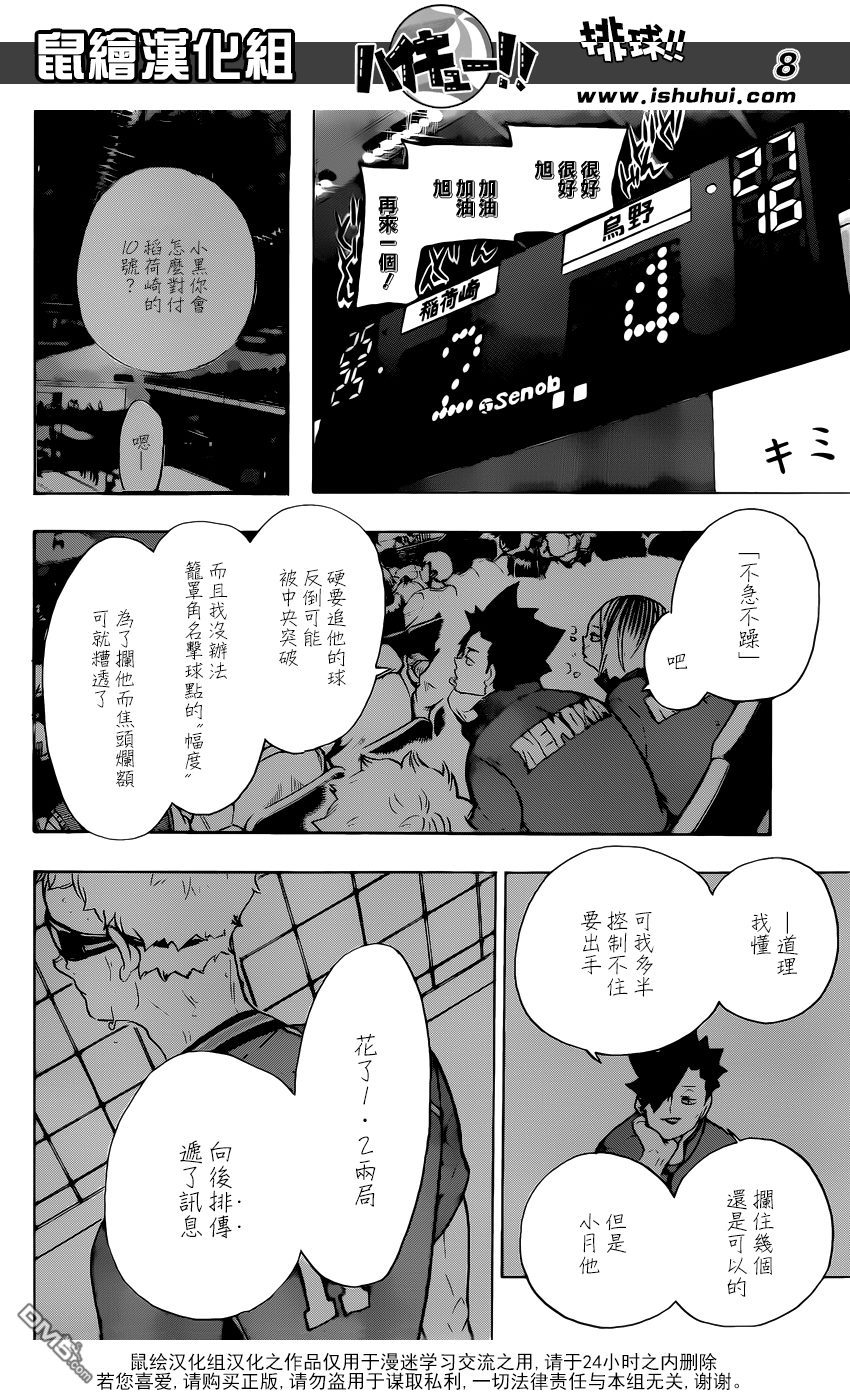 鼠繪漢化組
ハイキュー!!
排球!!
8
www.ishuhui.com
很好
很好
旭
加油
加油
旭
再來一個!
烏野
27
16
4
稲荷崎
25
2
Senoh
キミ
小黑你會
怎麼對付
稻荷崎的
10號?
嗯—
「不急不躁」
吧
硬要追他的球
反倒可能
被中央突破
而且我沒辦法
籠罩角名擊球點的"幅度"
為了攔他而焦頭爛額
可就糟透了
NEKOMA
—道理
我懂
可我多半
控制不住
要出手
攔住幾個
還是可以的
但是
小月他
花了1．2兩局
向後排傳
遞了訊息
DM5.com
鼠绘汉化组汉化之作品仅用于漫迷学习交流之用, 请于24小时之内删除
若您喜爱, 请购买正版, 请勿盗用于谋取私利, 一切法律责任与本组无关, 谢谢。